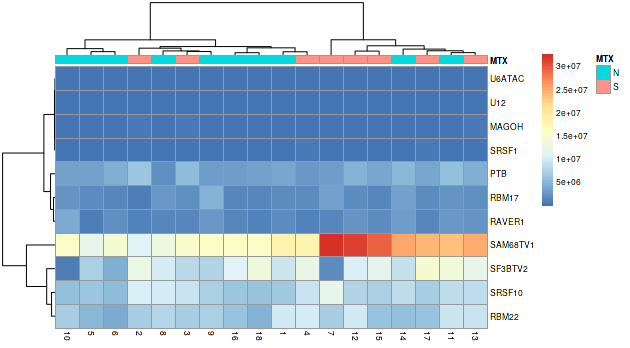 MTX
U6ATAC
U12
MAGOH
SRSF1
PTB
RBM17
RAVER1
SAM68TV1
SF3BTV2
SRSF10
RBM22
10 5 6 2 8 3 9 16 18 1 4 7 12 15 14 17 11 13
3e+07
2.5e+07
2e+07
1.5e+07
1e+07
5e+06
MTX
N
S